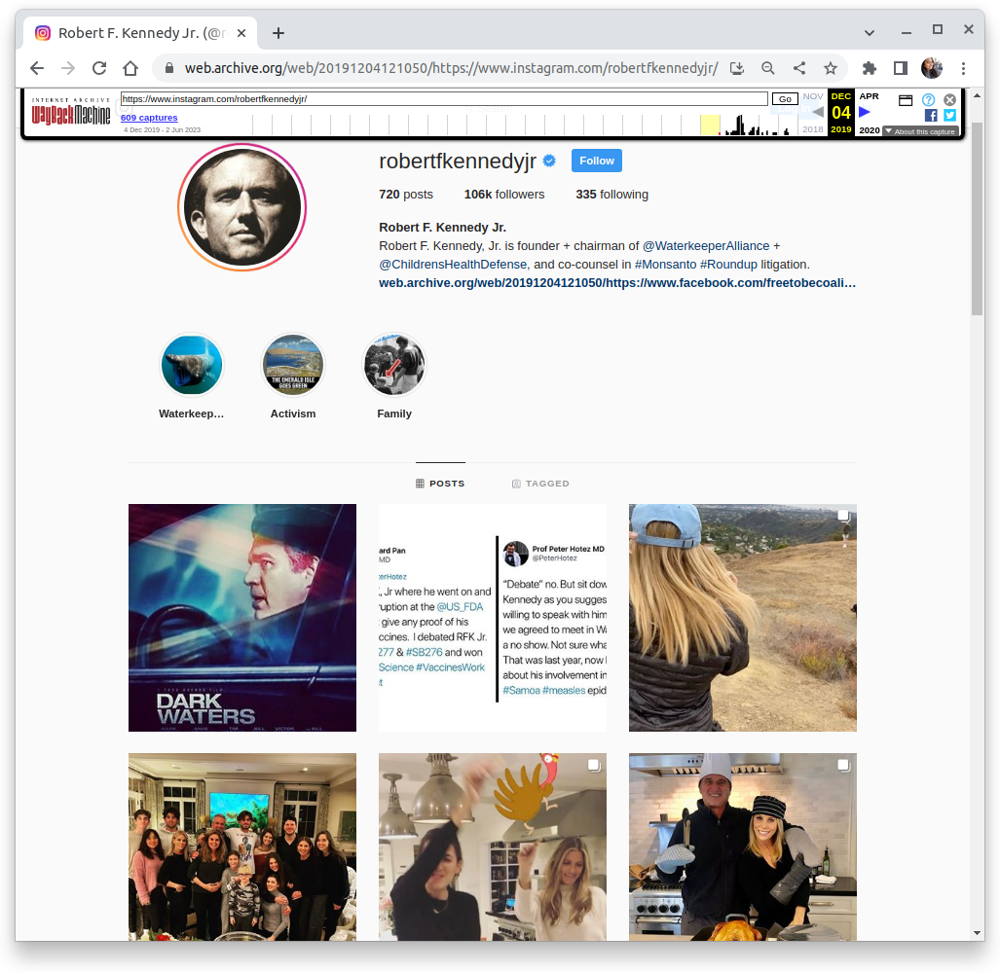 Robert F. Kennedy Jr. (@r
web.archive.org/web/20191204121050/https://www.instagram.com/robertfkennedyjr/
INTERNET ARCHIVE
WayBackMachine
https://www.instagram.com/robertfkennedyjr/
Go
NOV
DEC
APR
609 captures
04
4 Dec 2019 - 2 Jun 2023
2018
2019
2020
About this capture
robertfkennedyjr
Follow
720 posts
106k followers
335 following
Robert F. Kennedy Jr.
Robert F. Kennedy, Jr. is founder + chairman of @WaterkeeperAlliance +
@ChildrensHealthDefense, and co-counsel in #Monsanto #Roundup litigation.
web.archive.org/web/20191204121050/https://www.facebook.com/freetobecoali…
THE EMERALD ISLE
GOES GREEN
Waterkeep…
Activism
Family
POSTS
TAGGED
DARK
WATERS
ard Pan
MD
erHotez
, Jr where he went on and
ruption at the @US_FDA
give any proof of his
ccines. I debated RFK Jr.
277 & #SB276 and won
Science #VaccinesWork
t
Prof Peter Hotez MD
@PeterHotez
“Debate” no. But sit dow
Kennedy as you sugges
willing to speak with him
we agreed to meet in Wa
a no show. Not sure wha
That was last year, now
about his involvement in
#Samoa #measles epid